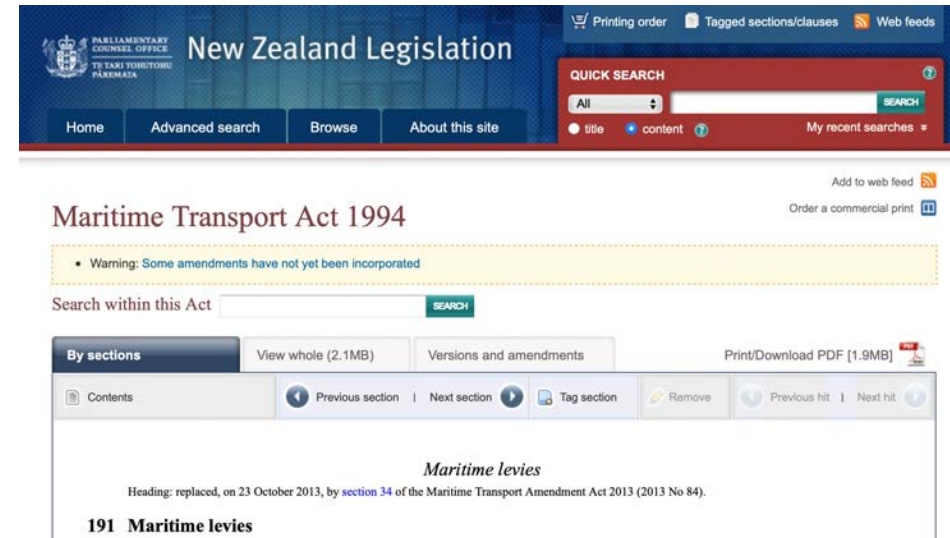 Printing order
Tagged sections/clauses
Web feeds
PARLIAMENTARY
COUNSEL OFFICE
TE TARI TOHUTOHU
PĀREMATA
New Zealand Legislation
QUICK SEARCH
All
SEARCH
title
content
My recent searches
Home
Advanced search
Browse
About this site
Add to web feed
Order a commercial print
Maritime Transport Act 1994
• Warning: Some amendments have not yet been incorporated
Search within this Act
SEARCH
By sections
View whole (2.1MB)
Versions and amendments
Print/Download PDF [1.9MB]
Contents
Previous section | Next section
Tag section
Remove
Previous hit | Next hit
Maritime levies
Heading: replaced, on 23 October 2013, by section 34 of the Maritime Transport Amendment Act 2013 (2013 No 84).
191 Maritime levies